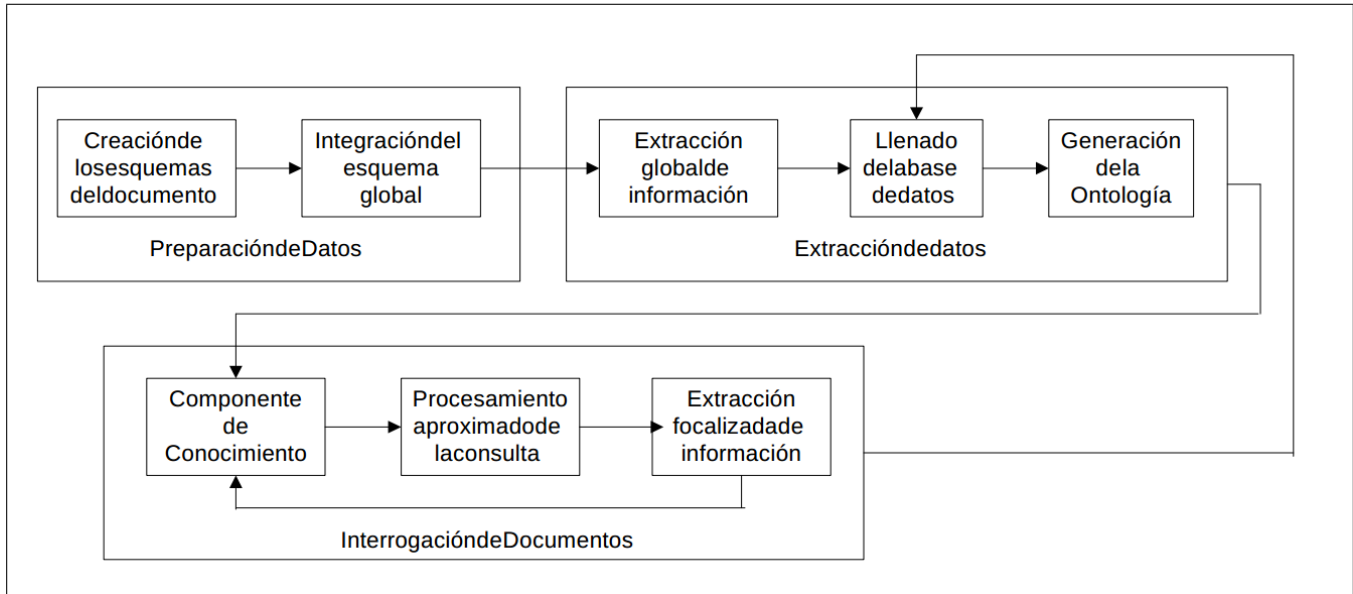 Creaciónde
losesquemas
deldocumento
Integracióndel
esquema
global
PreparacióndeDatos
Extracción
globalde
información
Llenado
delabase
dedatos
Generación
dela
Ontología
Extraccióndedatos
Componente
de
Conocimiento
Procesamiento
aproximadode
laconsulta
Extracción
focalizadade
información
InterrogacióndeDocumentos